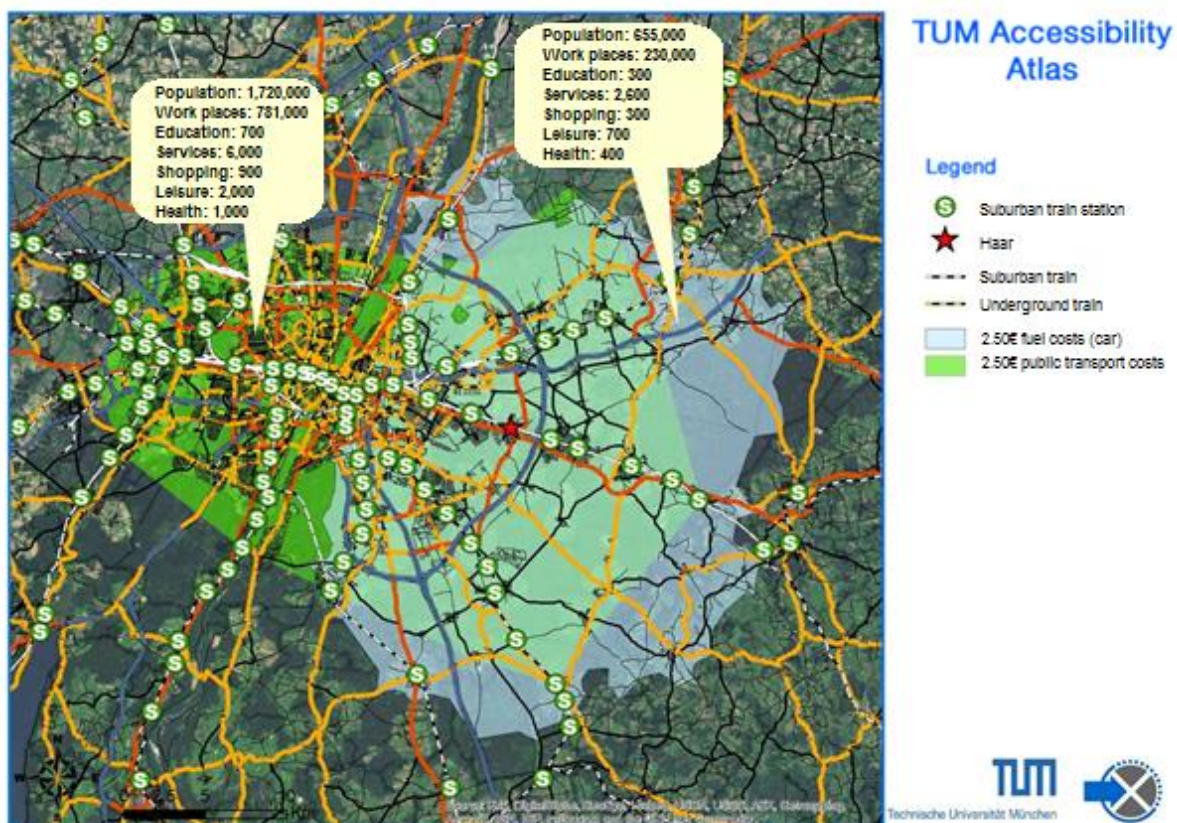 Population: 1,720,000
Work places: 781,000
Education: 700
Services: 6,000
Shopping: 900
Leisure: 2,000
Health: 1,000
Population: 655,000
Work places: 230,000
Education: 300
Services: 2,600
Shopping: 300
Leisure: 700
Health: 400
TUM Accessibility
Atlas
Legend
S Suburban train station
Haar
Suburban train
Underground train
2.50€ fuel costs (car)
2.50€ public transport costs
TUM
Technische Universität München